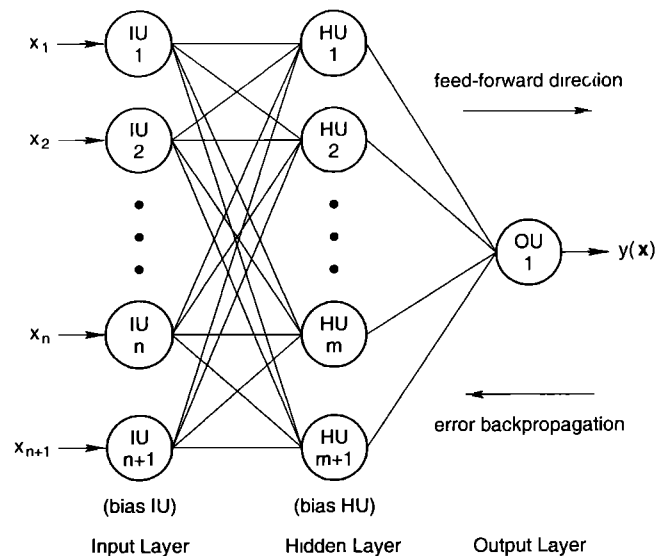 x1
IU
1
HU
1
feed-forward direction
x2
IU
2
HU
2
OU
1
y(x)
xn
IU
n
HU
m
error backpropagation
xn+1
IU
n+1
HU
m+1
(bias IU)
(bias HU)
Input Layer
Hidden Layer
Output Layer